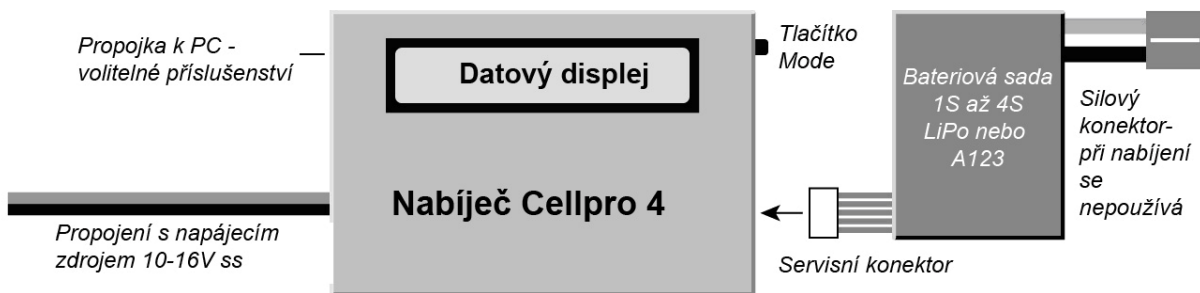 Propojka k PC -
volitelné příslušenství
Datový displej
Tlačítko
Mode
Bateriová sada
1S až 4S
LiPo nebo
A123
Silový
konektor-
při nabíjení
se
nepoužívá
Nabíječ Cellpro 4
Propojení s napájecím
zdrojem 10-16V ss
Servisní konektor